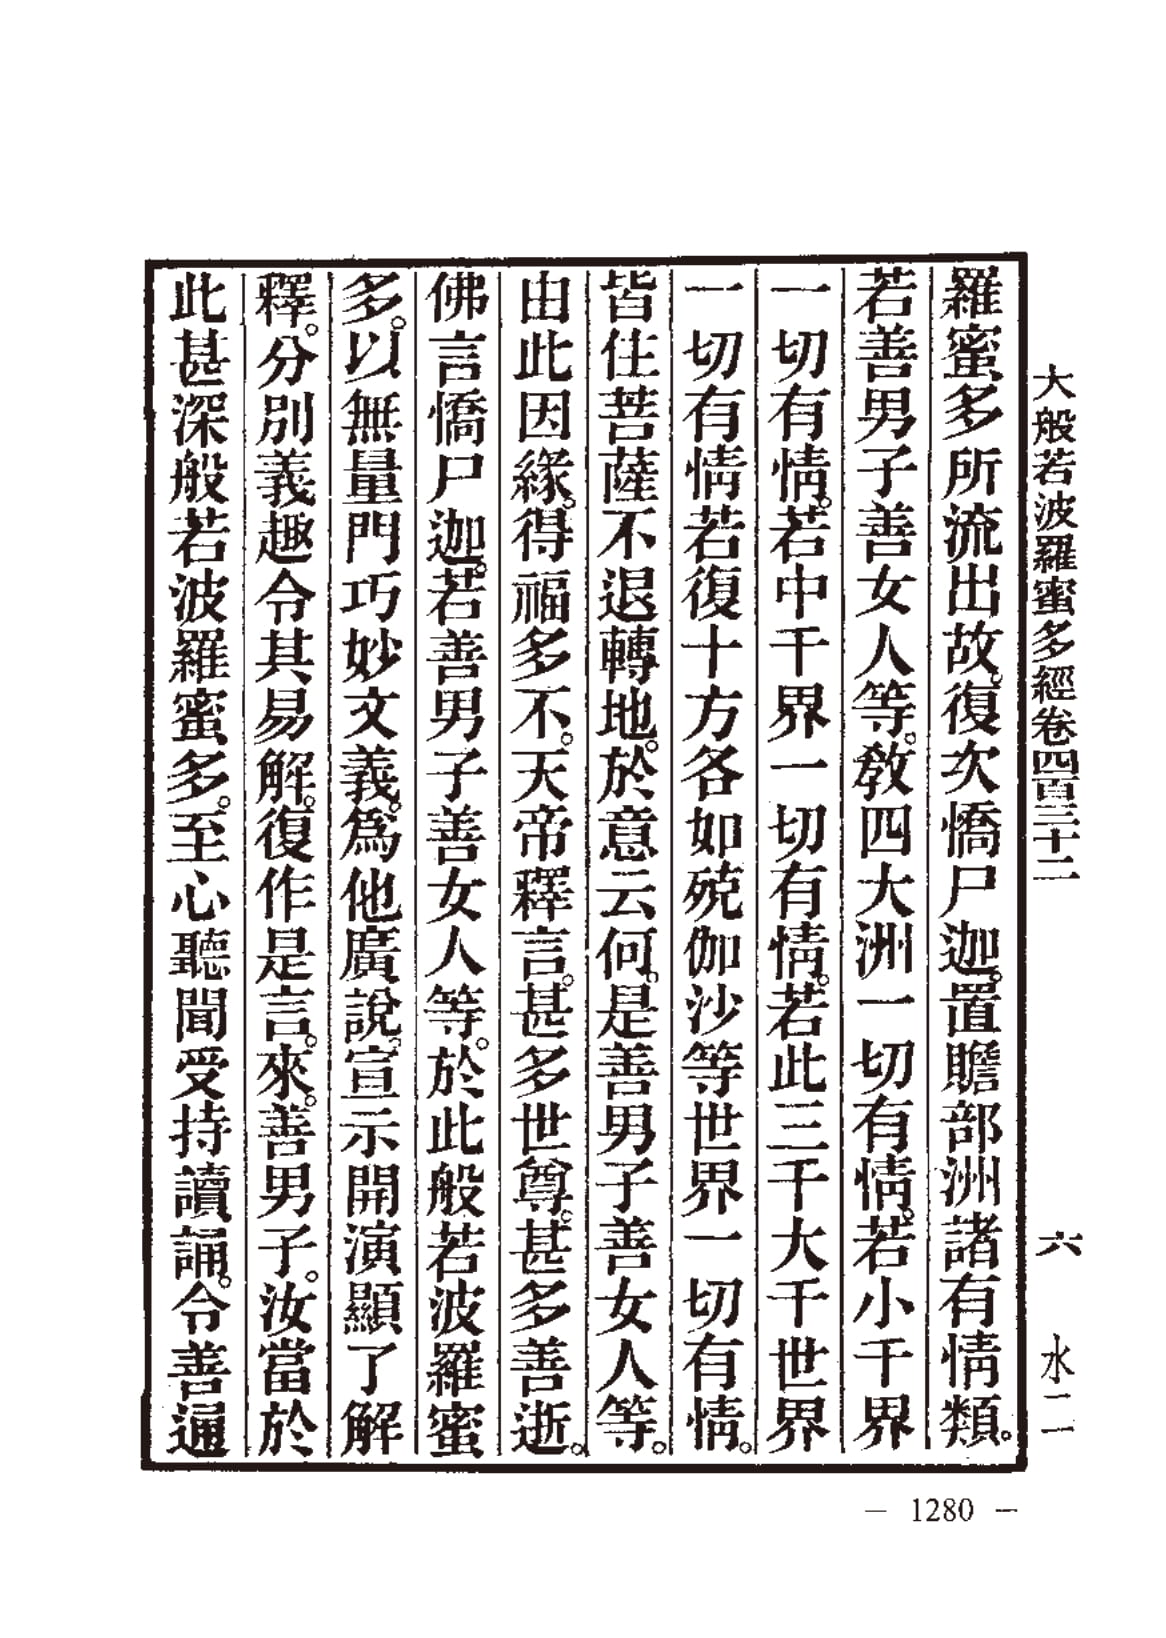 大般若波羅蜜多經卷四百三十二　六　水二
羅蜜多所流出故。復次憍尸迦。置贍部洲諸有情類。
若善男子善女人等。教四大洲一切有情。若小千界
一切有情。若中千界一切有情。若此三千大千世界
一切有情若復十方各如殑伽沙等世界一切有情。
皆住菩薩不退轉地。於意云何。是善男子善女人等。
由此因緣。得福多不。天帝釋言。甚多世尊。甚多善逝。
佛言憍尸迦。若善男子善女人等。於此般若波羅蜜
多。以無量門巧妙文義。爲他廣說。宣示開演顯了解
釋。分別義趣令其易解。復作是言。來。善男子。汝當於
此甚深般若波羅蜜多。至心聽聞受持讀誦。令善通
— 1280 —